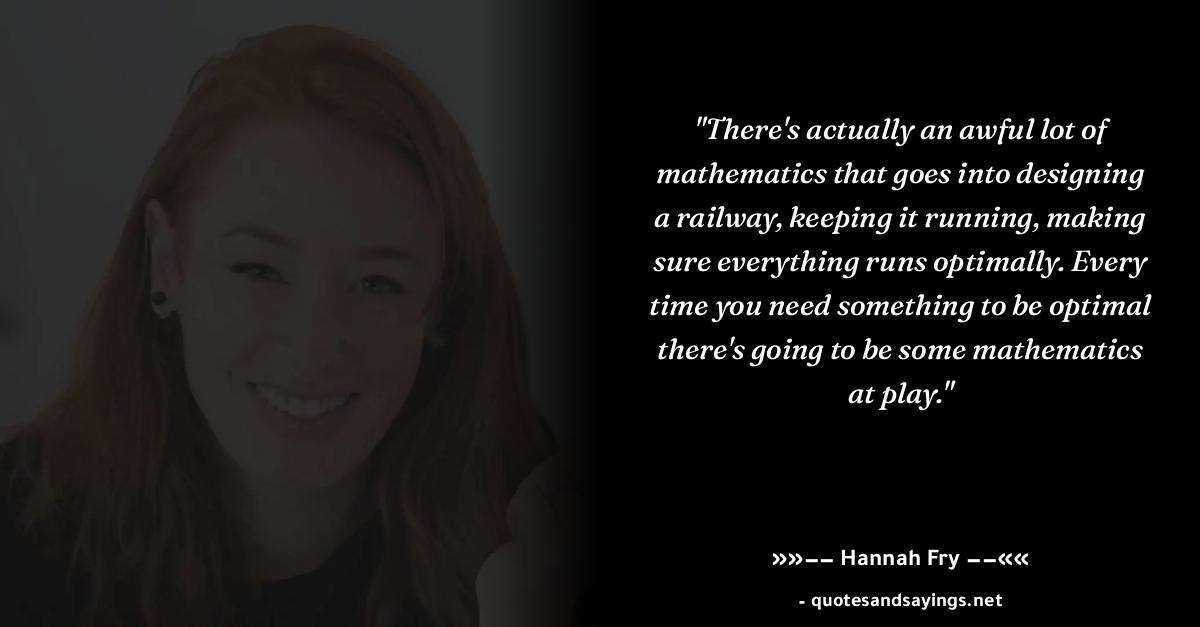 "There's actually an awful lot of
mathematics that goes into designing
a railway, keeping it running, making
sure everything runs optimally. Every
time you need something to be optimal
there's going to be some mathematics
at play."
»»−− Hannah Fry −−««
- quotesandsayings.net